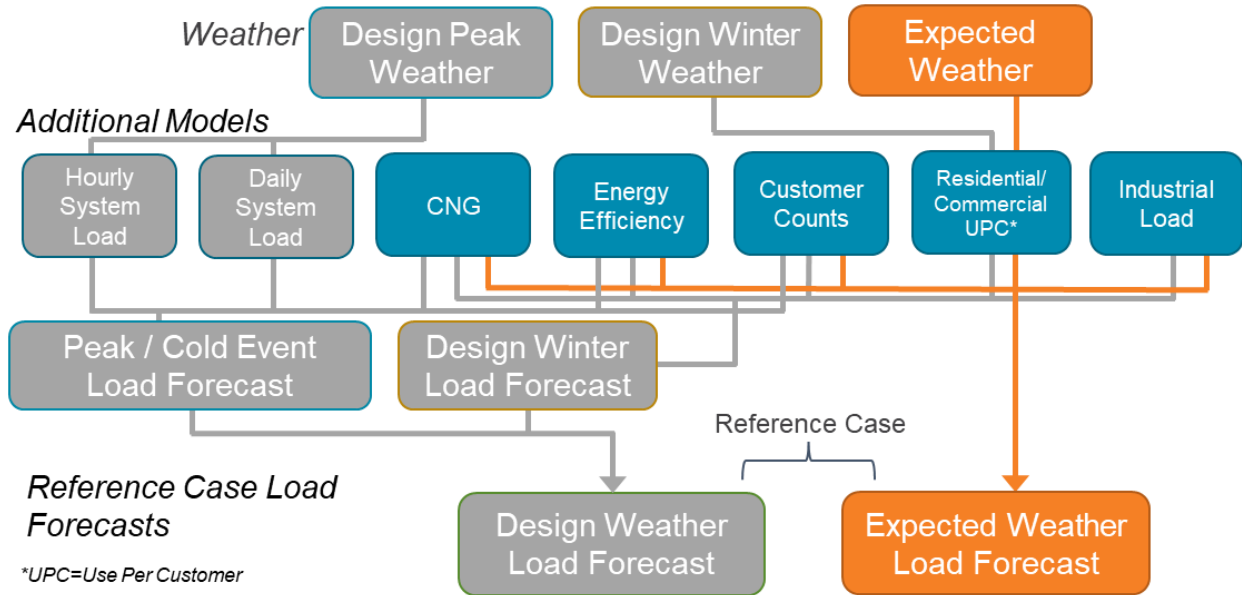 Weather
Design Peak
Weather
Design Winter
Weather
Expected
Weather
Additional Models
Hourly
System
Load
Daily
System
Load
CNG
Energy
Efficiency
Customer
Counts
Residential/
Commercial
UPC*
Industrial
Load
Peak / Cold Event
Load Forecast
Design Winter
Load Forecast
Reference Case
Reference Case Load
Forecasts
Design Weather
Load Forecast
Expected Weather
Load Forecast
*UPC=Use Per Customer